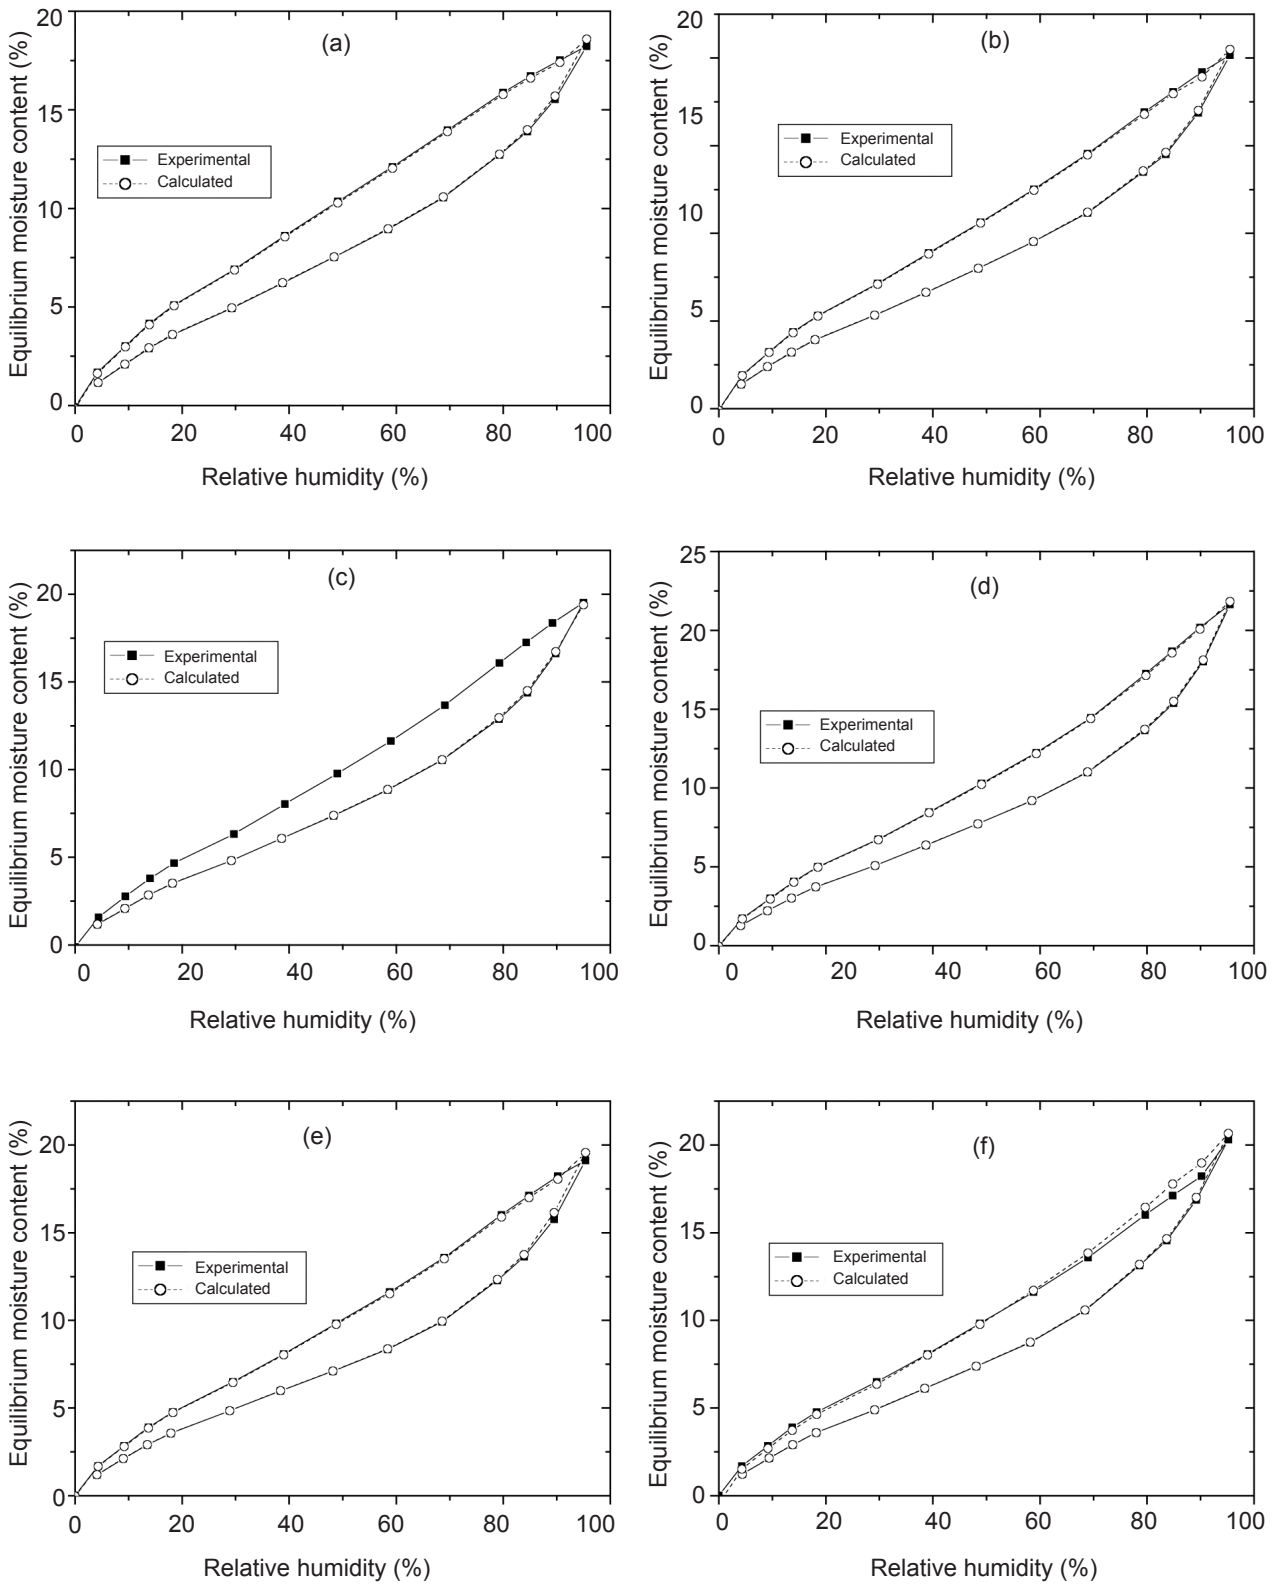 (a)
Equilibrium moisture content (%)
20
15
10
5
0
Experimental
Calculated
0 20 40 60 80 100
Relative humidity (%)
(b)
Equilibrium moisture content (%)
20
15
10
5
0
Experimental
Calculated
0 20 40 60 80 100
Relative humidity (%)
(c)
Equilibrium moisture content (%)
20
15
10
5
0
Experimental
Calculated
0 20 40 60 80 100
Relative humidity (%)
(d)
Equilibrium moisture content (%)
25
20
15
10
5
0
Experimental
Calculated
0 20 40 60 80 100
Relative humidity (%)
(e)
Equilibrium moisture content (%)
20
15
10
5
0
Experimental
Calculated
0 20 40 60 80 100
Relative humidity (%)
(f)
Equilibrium moisture content (%)
20
15
10
5
0
Experimental
Calculated
0 20 40 60 80 100
Relative humidity (%)